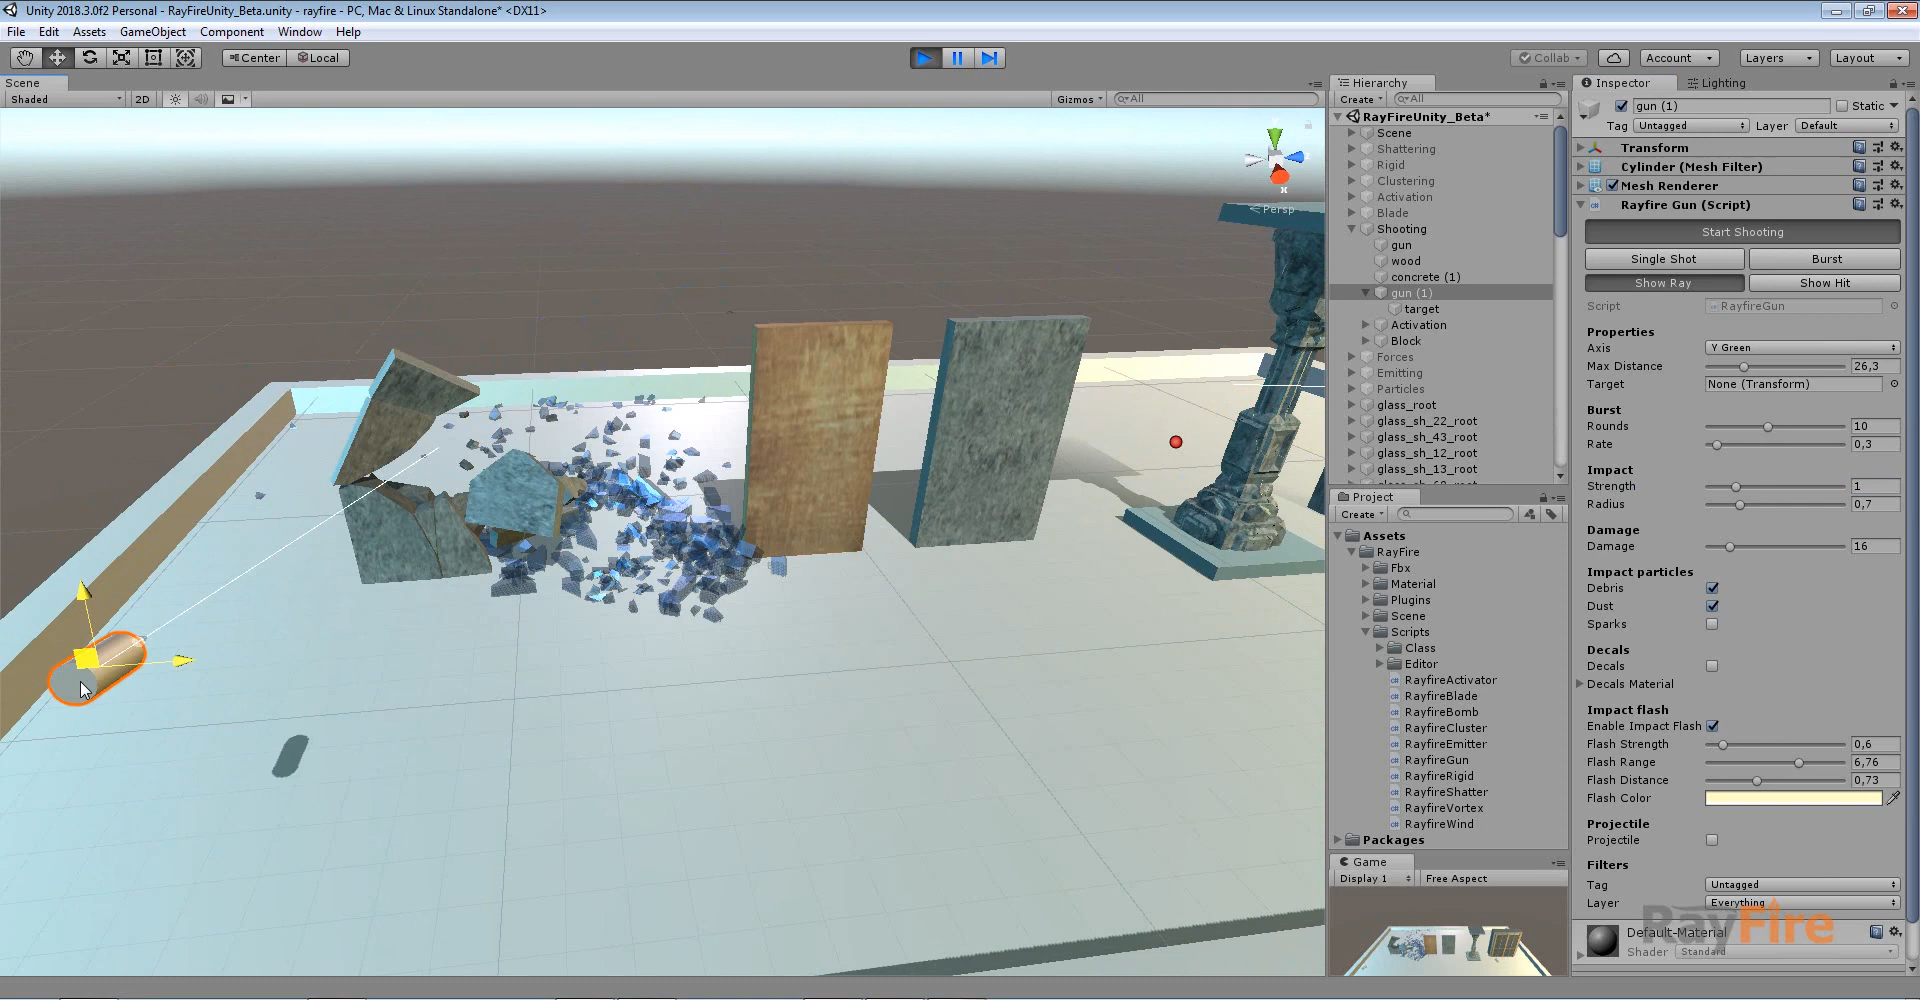 Unity 2018.3.0f2 Personal - RayFireUnity_Beta.unity - rayfire - PC, Mac & Linux Standalone* <DX11>
File Edit Assets GameObject Component Window Help
Center Local Collab Account Layers Layout
Scene
Shaded 2D Gizmos All
Persp
x
Hierarchy
Create All
RayFireUnity_Beta*
Scene
Shattering
Rigid
Clustering
Activation
Blade
Shooting
gun
wood
concrete (1)
gun (1)
target
Activation
Block
Forces
Emitting
Particles
glass_root
glass_sh_22_root
glass_sh_43_root
glass_sh_12_root
glass_sh_13_root
Project
Create
Assets
RayFire
Fbx
Material
Plugins
Scene
Scripts
Class
Editor
RayfireActivator
RayfireBlade
RayfireBomb
RayfireCluster
RayfireEmitter
RayfireGun
RayfireRigid
RayfireShatter
RayfireVortex
RayfireWind
Packages
Game
Display 1 Free Aspect
Inspector Lighting
gun (1) Static
Tag Untagged Layer Default
Transform
Cylinder (Mesh Filter)
Mesh Renderer
Rayfire Gun (Script)
Start Shooting
Single Shot Burst
Show Ray Show Hit
Script RayfireGun
Properties
Axis Y Green
Max Distance 26,3
Target None (Transform)
Burst
Rounds 10
Rate 0,3
Impact
Strength 1
Radius 0,7
Damage
Damage 16
Impact particles
Debris
Dust
Sparks
Decals
Decals
Decals Material
Impact flash
Enable Impact Flash
Flash Strength 0,6
Flash Range 6,76
Flash Distance 0,73
Flash Color
Projectile
Projectile
Filters
Tag Untagged
Layer Everything
RayFire
Default-Material
Shader Standard